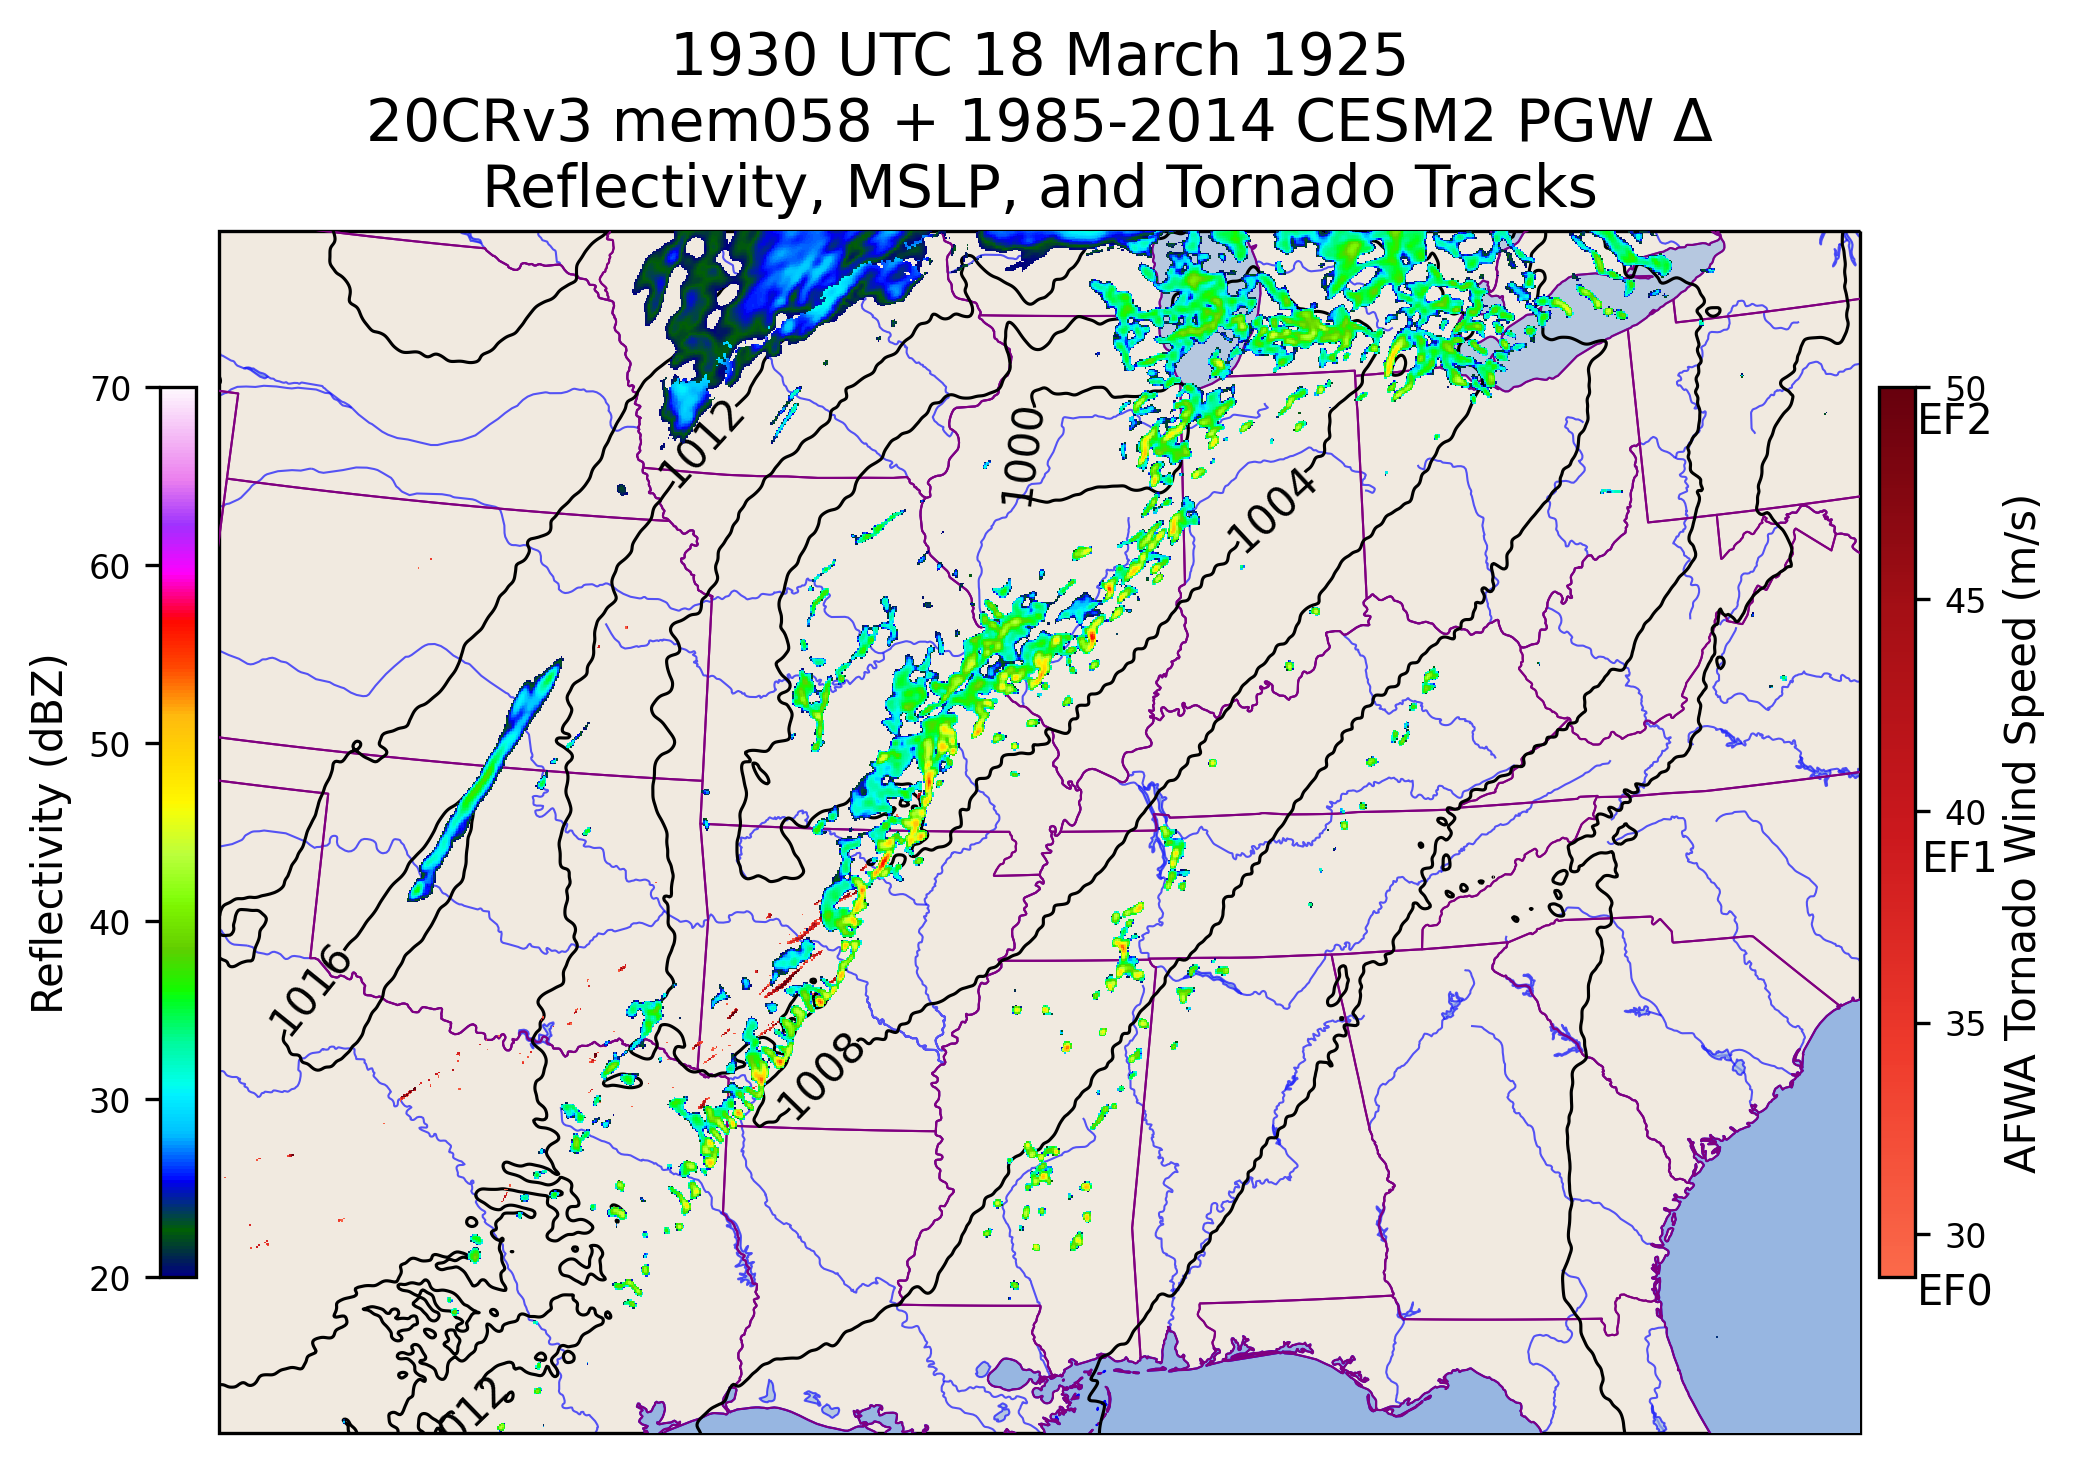 1930 UTC 18 March 1925
20CRv3 mem058 + 1985-2014 CESM2 PGW Δ
Reflectivity, MSLP, and Tornado Tracks
70
60
50
40
30
20
Reflectivity (dBZ)
1012
1000
1004
1016
1008
012
50
EF2
45
40
EF1
35
30
EF0
AFWA Tornado Wind Speed (m/s)